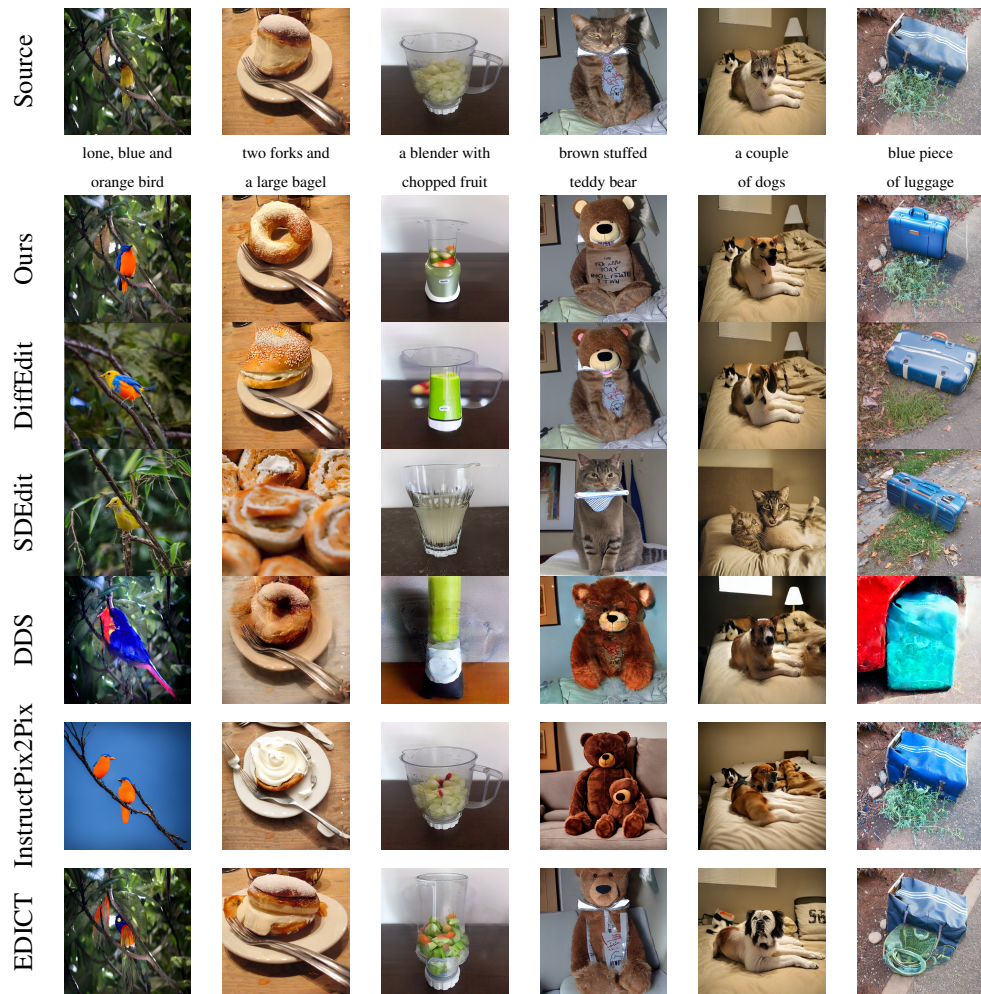 Source
lone, blue and
orange bird
two forks and
a large bagel
a blender with
chopped fruit
brown stuffed
teddy bear
a couple
of dogs
blue piece
of luggage
Ours
DiffEdit
SDEdit
DDS
InstructPix2Pix
EDICT